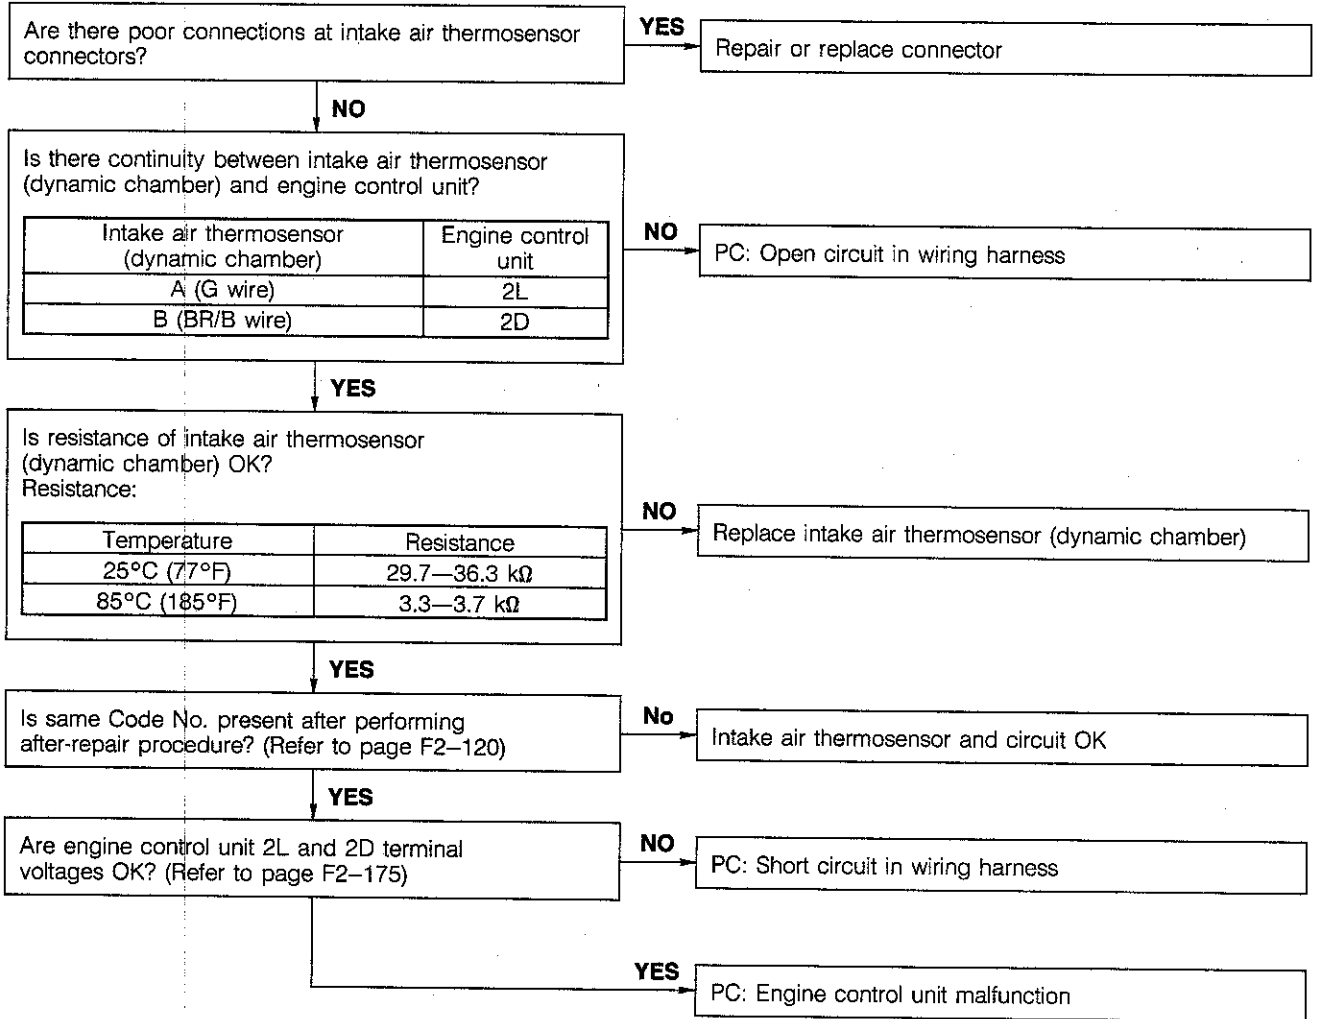 Are there poor connections at intake air thermosensor
connectors?
YES
Repair or replace connector
NO
Is there continuity between intake air thermosensor
(dynamic chamber) and engine control unit?
Intake air thermosensor
(dynamic chamber)
Engine control
unit
A (G wire)
2L
B (BR/B wire)
2D
NO
PC: Open circuit in wiring harness
YES
Is resistance of intake air thermosensor
(dynamic chamber) OK?
Resistance:
Temperature
Resistance
25°C (77°F)
29.7—36.3 kΩ
85°C (185°F)
3.3—3.7 kΩ
NO
Replace intake air thermosensor (dynamic chamber)
YES
Is same Code No. present after performing
after-repair procedure? (Refer to page F2–120)
No
Intake air thermosensor and circuit OK
YES
Are engine control unit 2L and 2D terminal
voltages OK? (Refer to page F2–175)
NO
PC: Short circuit in wiring harness
YES
PC: Engine control unit malfunction